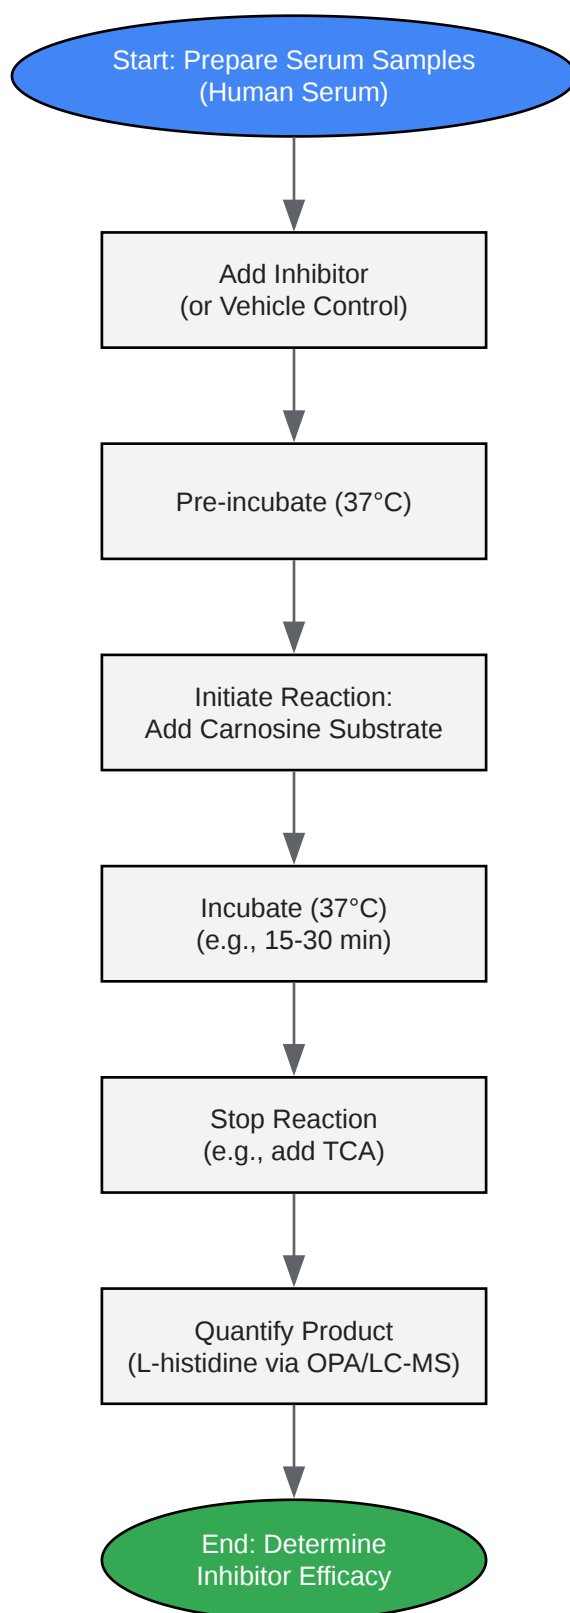 Start: Prepare Serum Samples
(Human Serum)
Add Inhibitor
(or Vehicle Control)
Pre-incubate (37°C)
Initiate Reaction:
Add Carnosine Substrate
Incubate (37°C)
(e.g., 15-30 min)
Stop Reaction
(e.g., add TCA)
Quantify Product
(L-histidine via OPA/LC-MS)
End: Determine
Inhibitor Efficacy